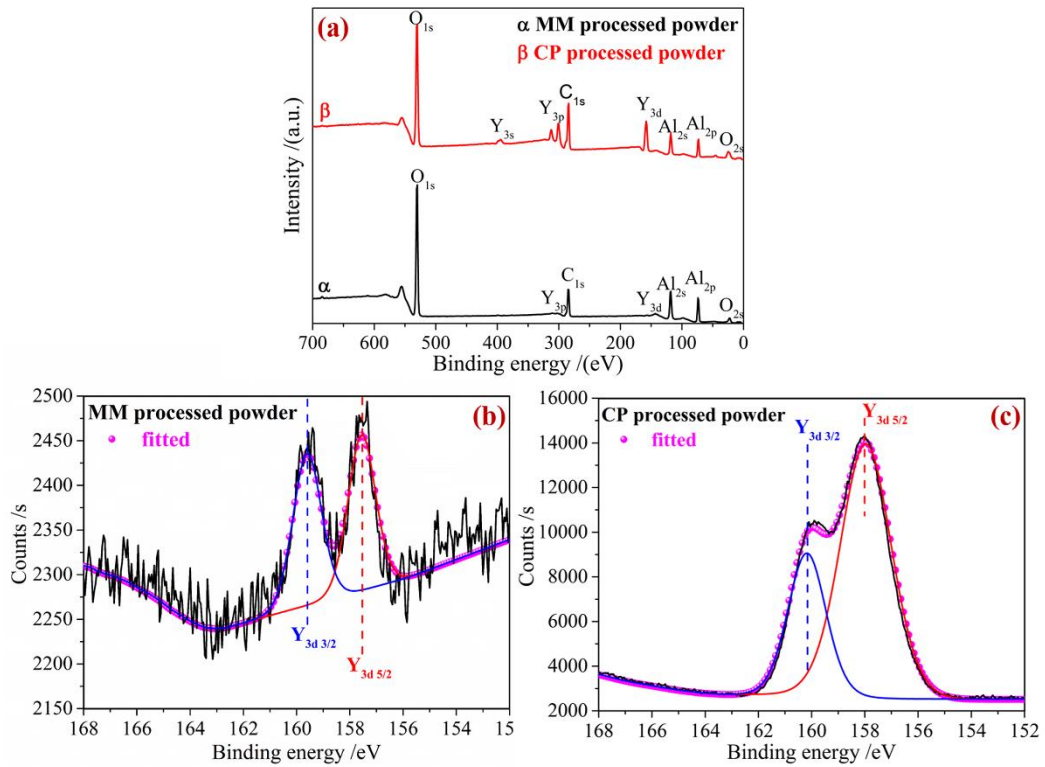 (a)
α MM processed powder
β CP processed powder
O1s
β
Y3s
Y3p
C1s
Y3d
Al2s
Al2p
O2s
O1s
α
Y3p
C1s
Y3d
Al2s
Al2p
O2s
Intensity /(a.u.)
700 600 500 400 300 200 100 0
Binding energy /(eV)
(b)
MM processed powder
fitted
2500
2450
2400
2350
2300
2250
2200
2150
Counts /s
Y3d 3/2
Y3d 5/2
168 166 164 162 160 158 156 154 15
Binding energy /eV
(c)
CP processed powder
fitted
Y3d 3/2
Y3d 5/2
16000
14000
12000
10000
8000
6000
4000
2000
Counts /s
168 166 164 162 160 158 156 154 152
Binding energy /eV